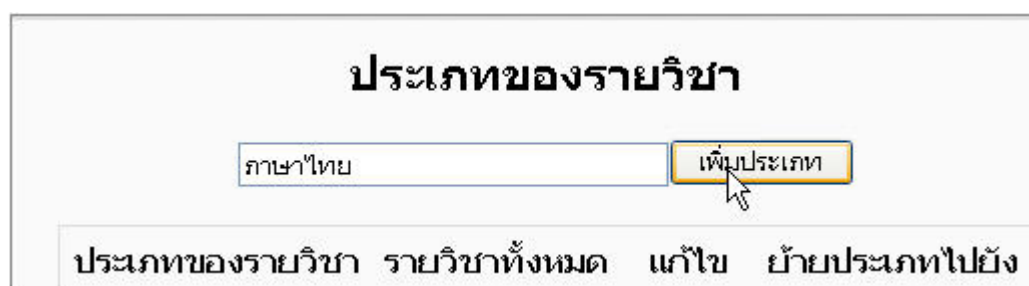 ประเภทของรายวิชา
ภาษาไทย เพิ่มประเภท
ประเภทของรายวิชา รายวิชาทั้งหมด แก้ไข ย้ายประเภทไปยัง